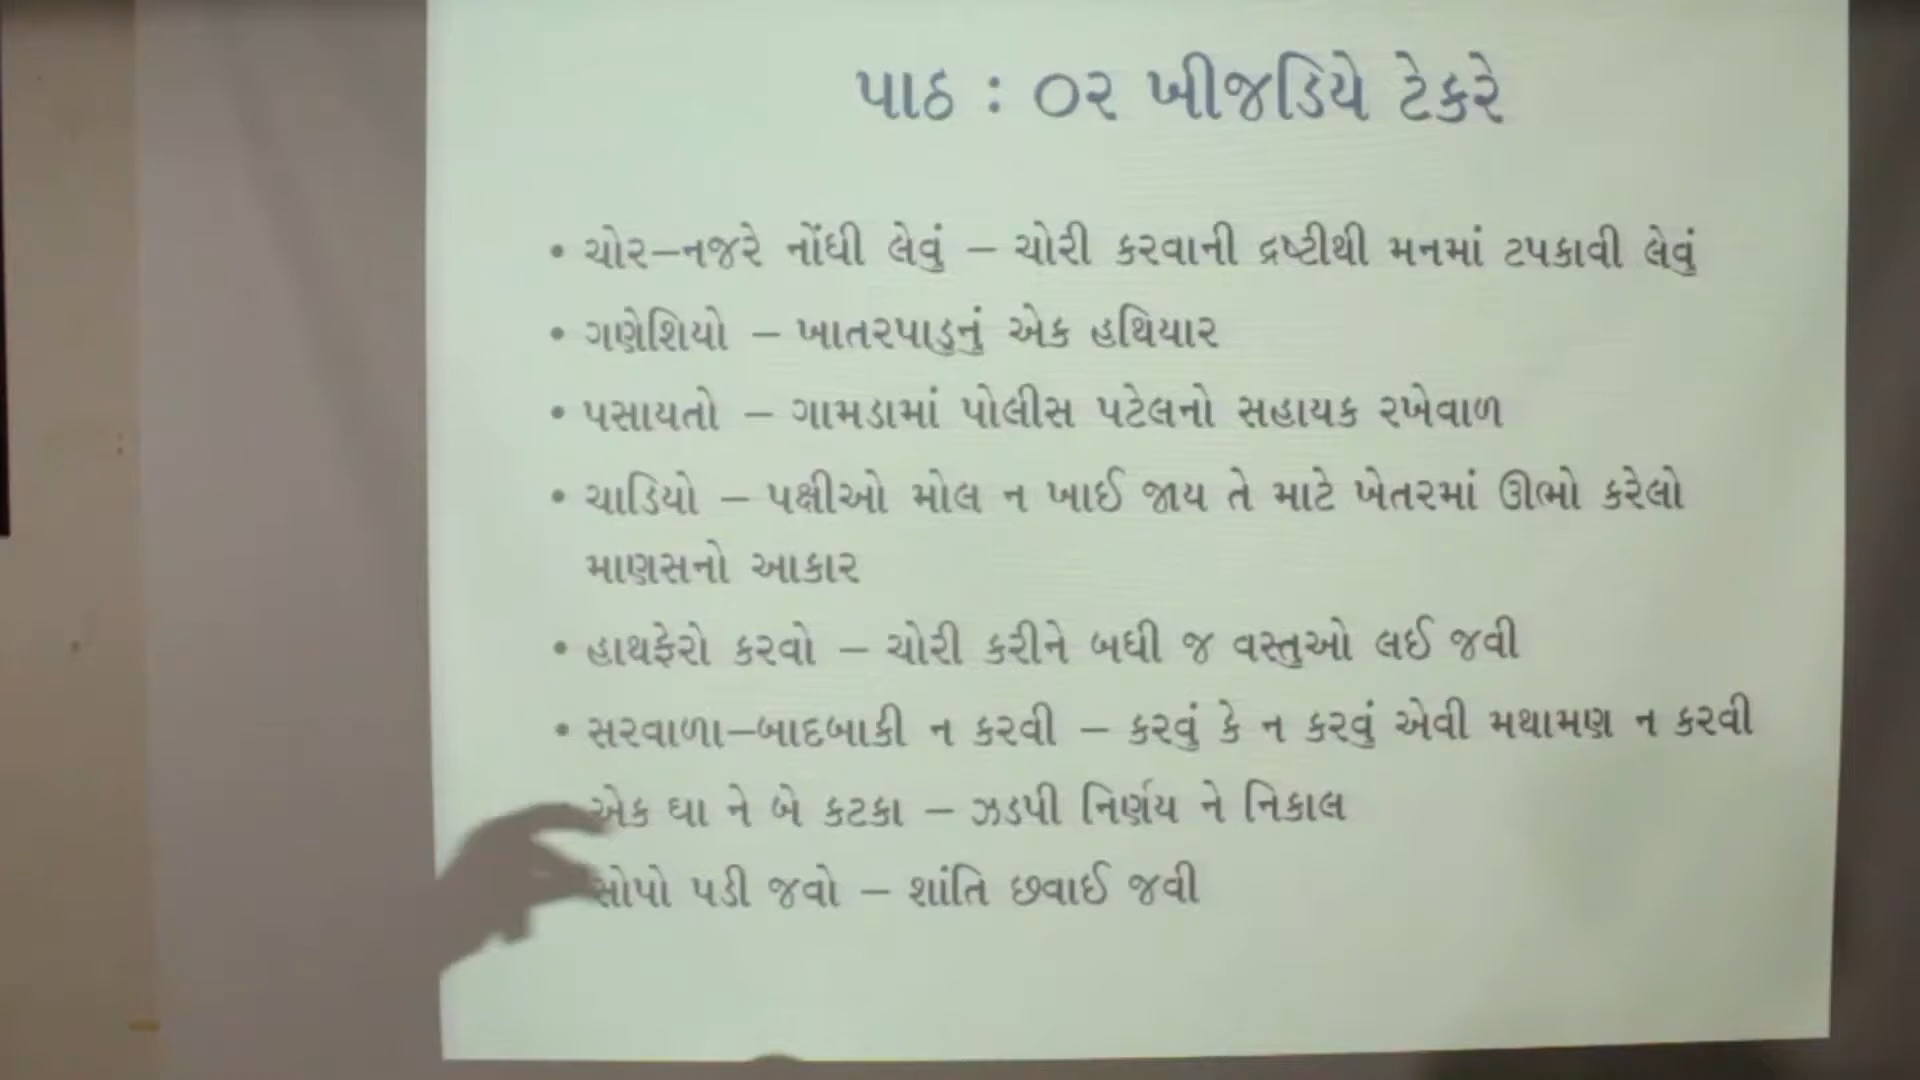 પાઠ : ૦૨ ખીજડિયે ટેકરે
• ચોર–નજરે નોંધી લેવું – ચોરી કરવાની દ્રષ્ટીથી મનમાં ટપકાવી લેવું
• ગણેશિયો – ખાતરપાડુનું એક હથિયાર
• પસાયતો – ગામડામાં પોલીસ પટેલનો સહાયક રખેવાળ
• ચાડિયો – પક્ષીઓ મોલ ન ખાઈ જાય તે માટે ખેતરમાં ઊભો કરેલો
માણસનો આકાર
• હાથફેરો કરવો – ચોરી કરીને બધી જ વસ્તુઓ લઈ જવી
• સરવાળા–બાદબાકી ન કરવી – કરવું કે ન કરવું એવી મથામણ ન કરવી
એક ઘા ને બે કટકા – ઝડપી નિર્ણય ને નિકાલ
સોપો પડી જવો – શાંતિ છવાઈ જવી